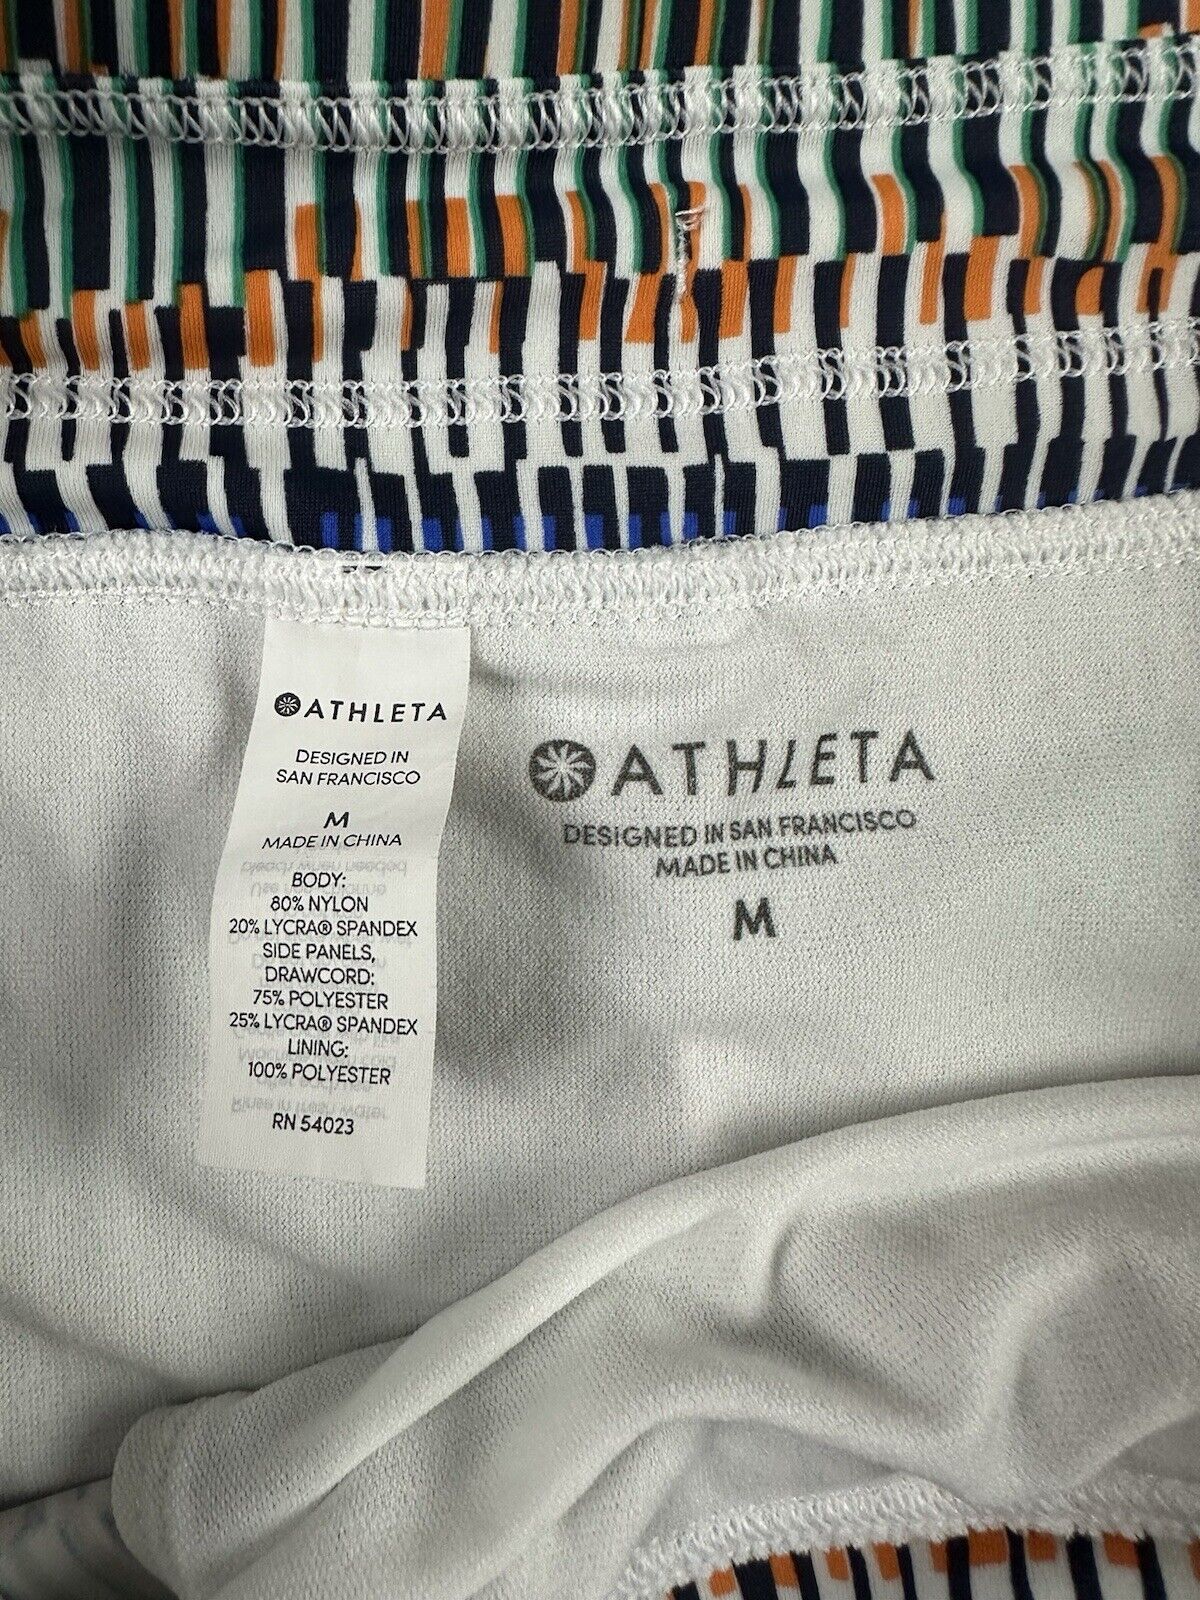 ATHLETA
DESIGNED IN
SAN FRANCISCO
M
MADE IN CHINA
BODY:
80% NYLON
20% LYCRA® SPANDEX
SIDE PANELS,
DRAWCORD:
75% POLYESTER
25% LYCRA® SPANDEX
LINING:
100% POLYESTER
RN 54023
ATHLETA
DESIGNED IN SAN FRANCISCO
MADE IN CHINA
M